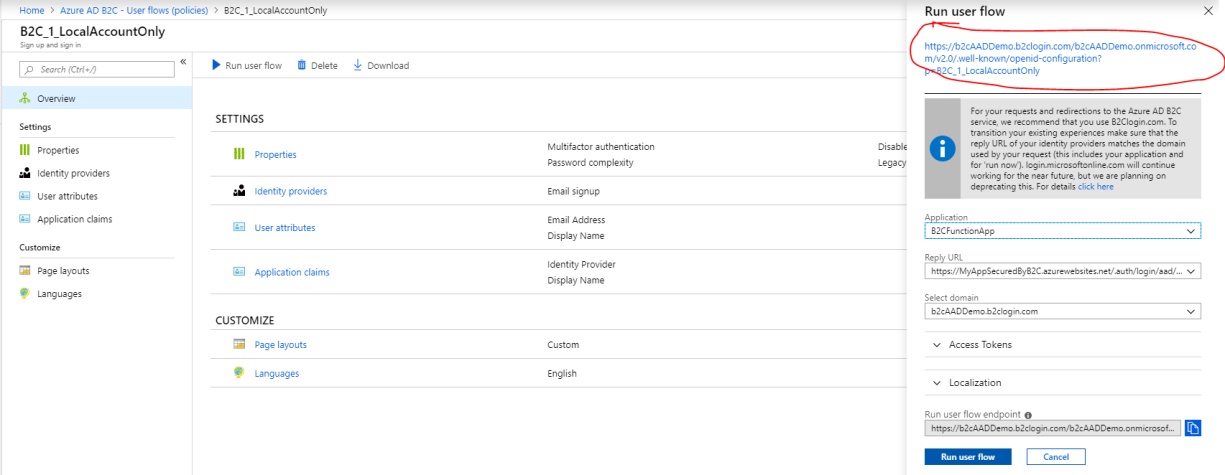 Home > Azure AD B2C - User flows (policies) > B2C_1_LocalAccountOnly
B2C_1_LocalAccountOnly
Sign up and sign in
Search (Ctrl+/)
«
Overview
Settings
Properties
Identity providers
User attributes
Application claims
Customize
Page layouts
Languages
Run user flow Delete Download
SETTINGS
Properties
Multifactor authentication Disable
Password complexity Legacy
Identity providers Email signup
User attributes
Email Address
Display Name
Application claims
Identity Provider
Display Name
CUSTOMIZE
Page layouts Custom
Languages English
Run user flow
https://b2cAADDemo.b2clogin.com/b2cAADDemo.onmicrosoft.co
m/v2.0/.well-known/openid-configuration?
p=B2C_1_LocalAccountOnly
For your requests and redirections to the Azure AD B2C
service, we recommend that you use B2Clogin.com. To
transition your existing experiences make sure that the
reply URL of your identity providers matches the domain
used by your request (this includes your application and
for 'run now'). login.microsoftonline.com will continue
working for the near future, but we are planning on
deprecating this. For details click here
Application
B2CFunctionApp
Reply URL
https://MyAppSecuredByB2C.azurewebsites.net/.auth/login/aad/...
Select domain
b2cAADDemo.b2clogin.com
Access Tokens
Localization
Run user flow endpoint
https://b2cAADDemo.b2clogin.com/b2cAADDemo.onmicrosof...
Run user flow Cancel